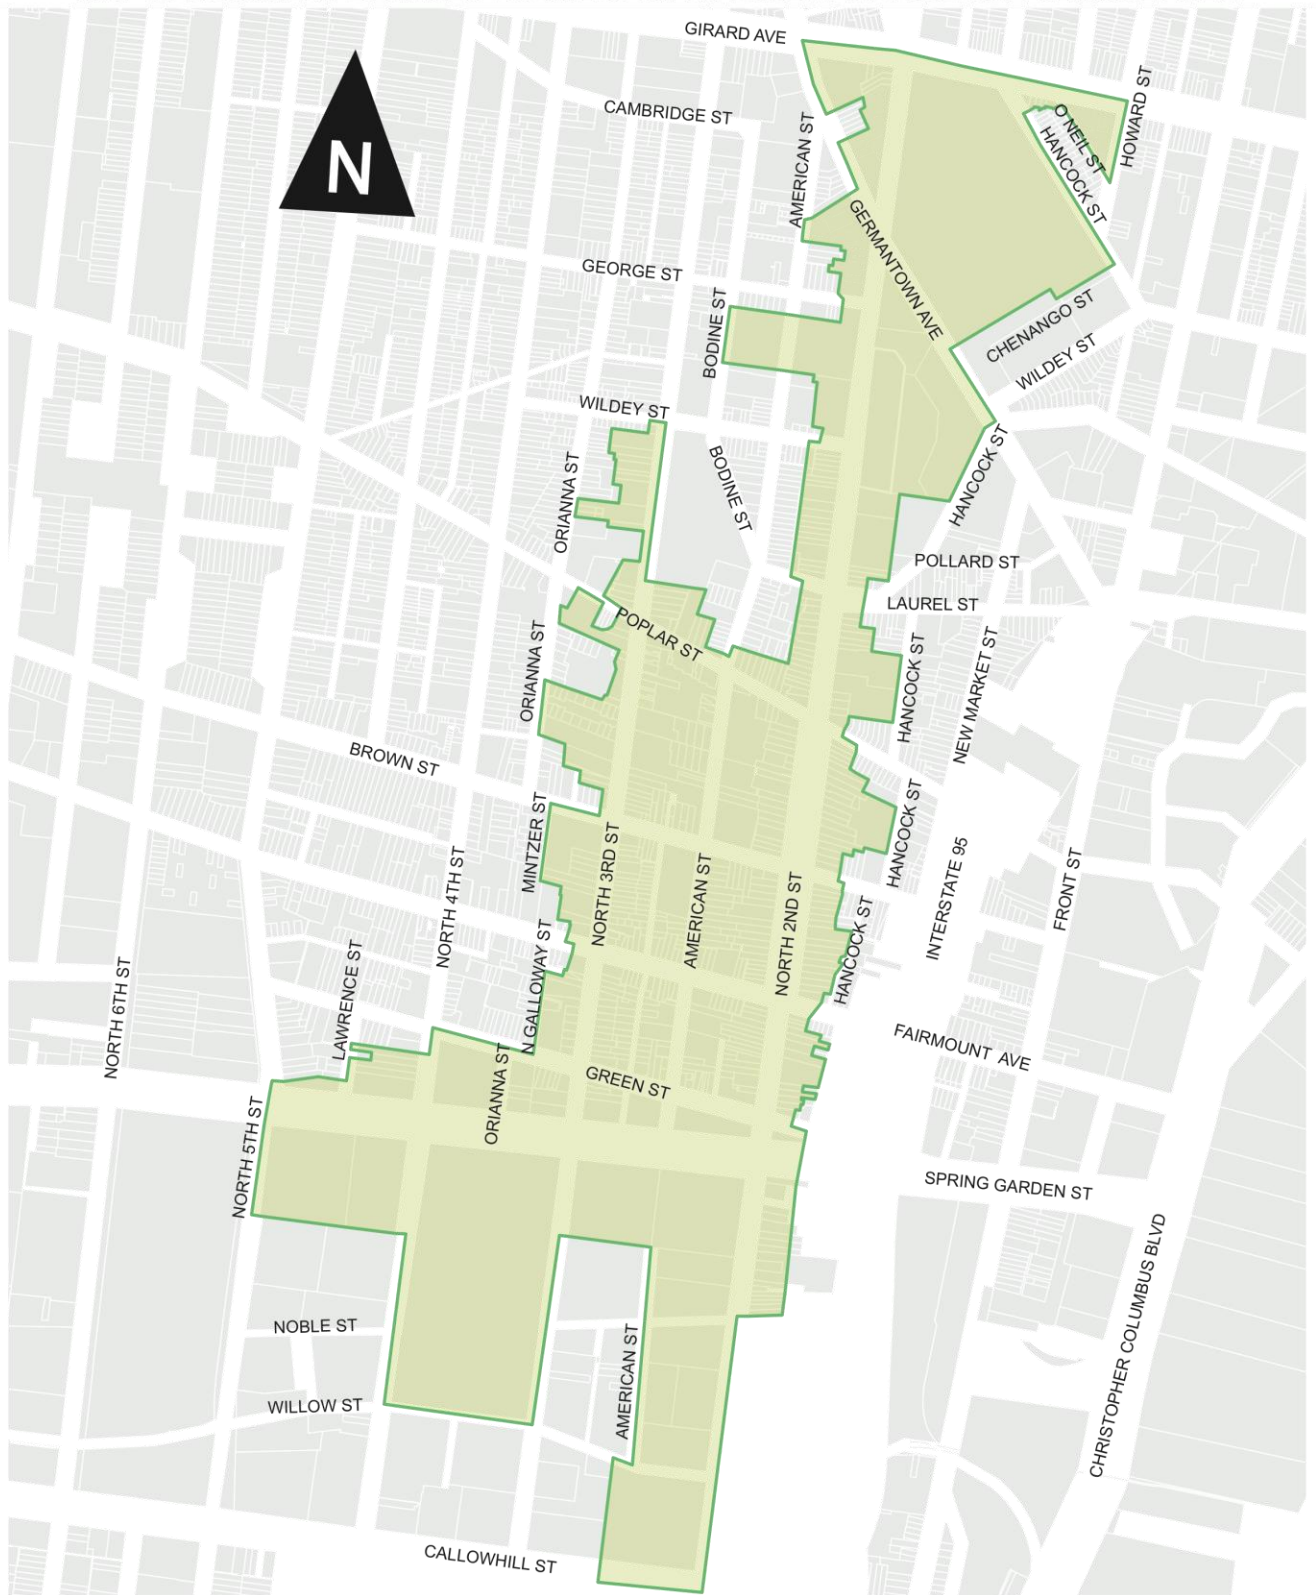 GIRARD AVE
HOWARD ST
CAMBRIDGE ST
AMERICAN ST
O NEIL ST
HANCOCK ST
N
GERMANTOWN AVE
GEORGE ST
BODINE ST
CHENANGO ST
WILDEY ST
WILDEY ST
BODINE ST
HANCOCK ST
ORIANNA ST
POLLARD ST
LAUREL ST
POPLAR ST
ORIANNA ST
HANCOCK ST
NEW MARKET ST
BROWN ST
MINTZER ST
HANCOCK ST
NORTH 3RD ST
NORTH 4TH ST
AMERICAN ST
NORTH 2ND ST
INTERSTATE 95
FRONT ST
HANCOCK ST
N GALLOWAY ST
LAWRENCE ST
NORTH 6TH ST
FAIRMOUNT AVE
ORIANNA ST
GREEN ST
NORTH 5TH ST
SPRING GARDEN ST
CHRISTOPHER COLUMBUS BLVD
NOBLE ST
AMERICAN ST
WILLOW ST
CALLOWHILL ST